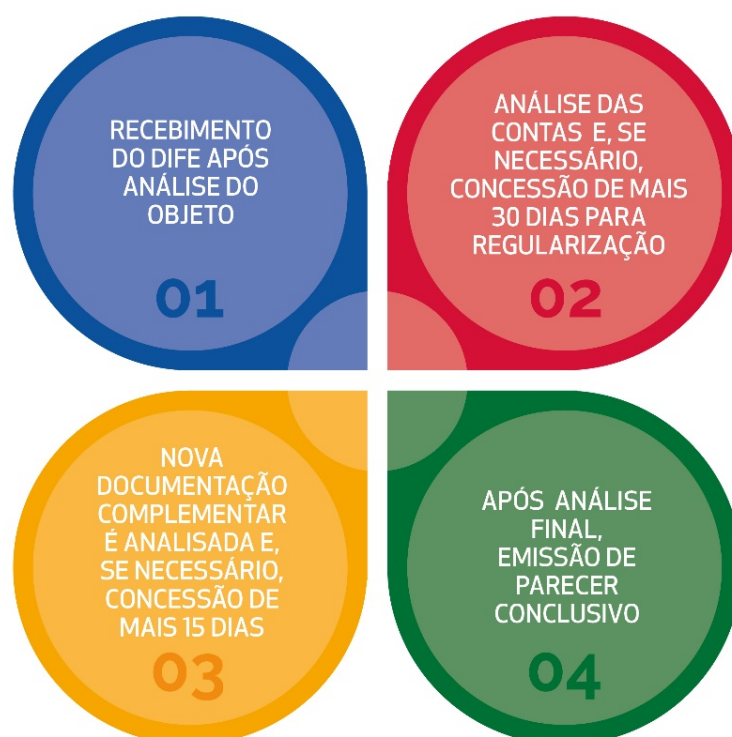 RECEBIMENTO
DO DIFE APÓS
ANÁLISE DO
OBJETO
01
ANÁLISE DAS
CONTAS E, SE
NECESSÁRIO,
CONCESSÃO DE MAIS
30 DIAS PARA
REGULARIZAÇÃO
02
NOVA
DOCUMENTAÇÃO
COMPLEMENTAR
É ANALISADA E,
SE NECESSÁRIO,
CONCESSÃO DE
MAIS 15 DIAS
03
APÓS ANÁLISE
FINAL,
EMISSÃO DE
PARECER
CONCLUSIVO
04